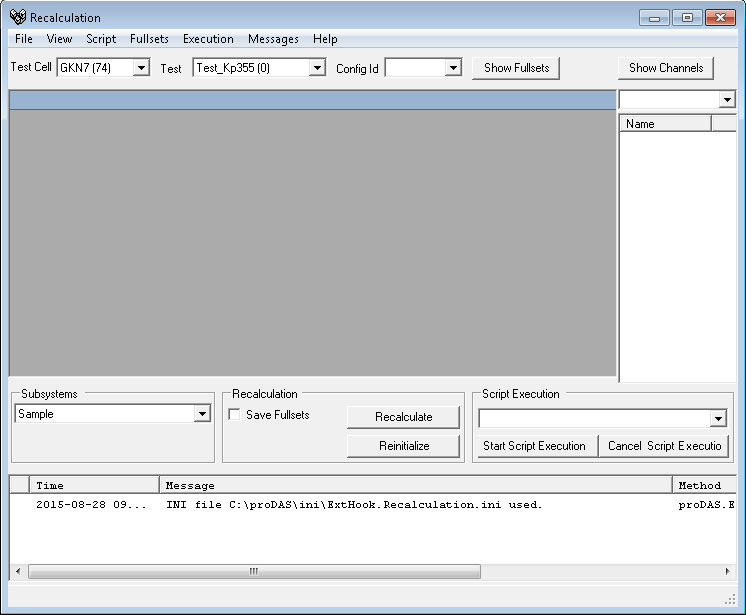 Recalculation
File View Script Fullsets Execution Messages Help
Test Cell GKN7 (74) Test Test_Kp355 (0) Config Id Show Fullsets Show Channels
Name
Subsystems Recalculation Script Execution
Sample Save Fullsets Recalculate
Reinitialize Start Script Execution Cancel Script Executio
Time Message Method
2015-08-28 09... INI file C:\proDAS\ini\ExtHook.Recalculation.ini used. proDAS.E